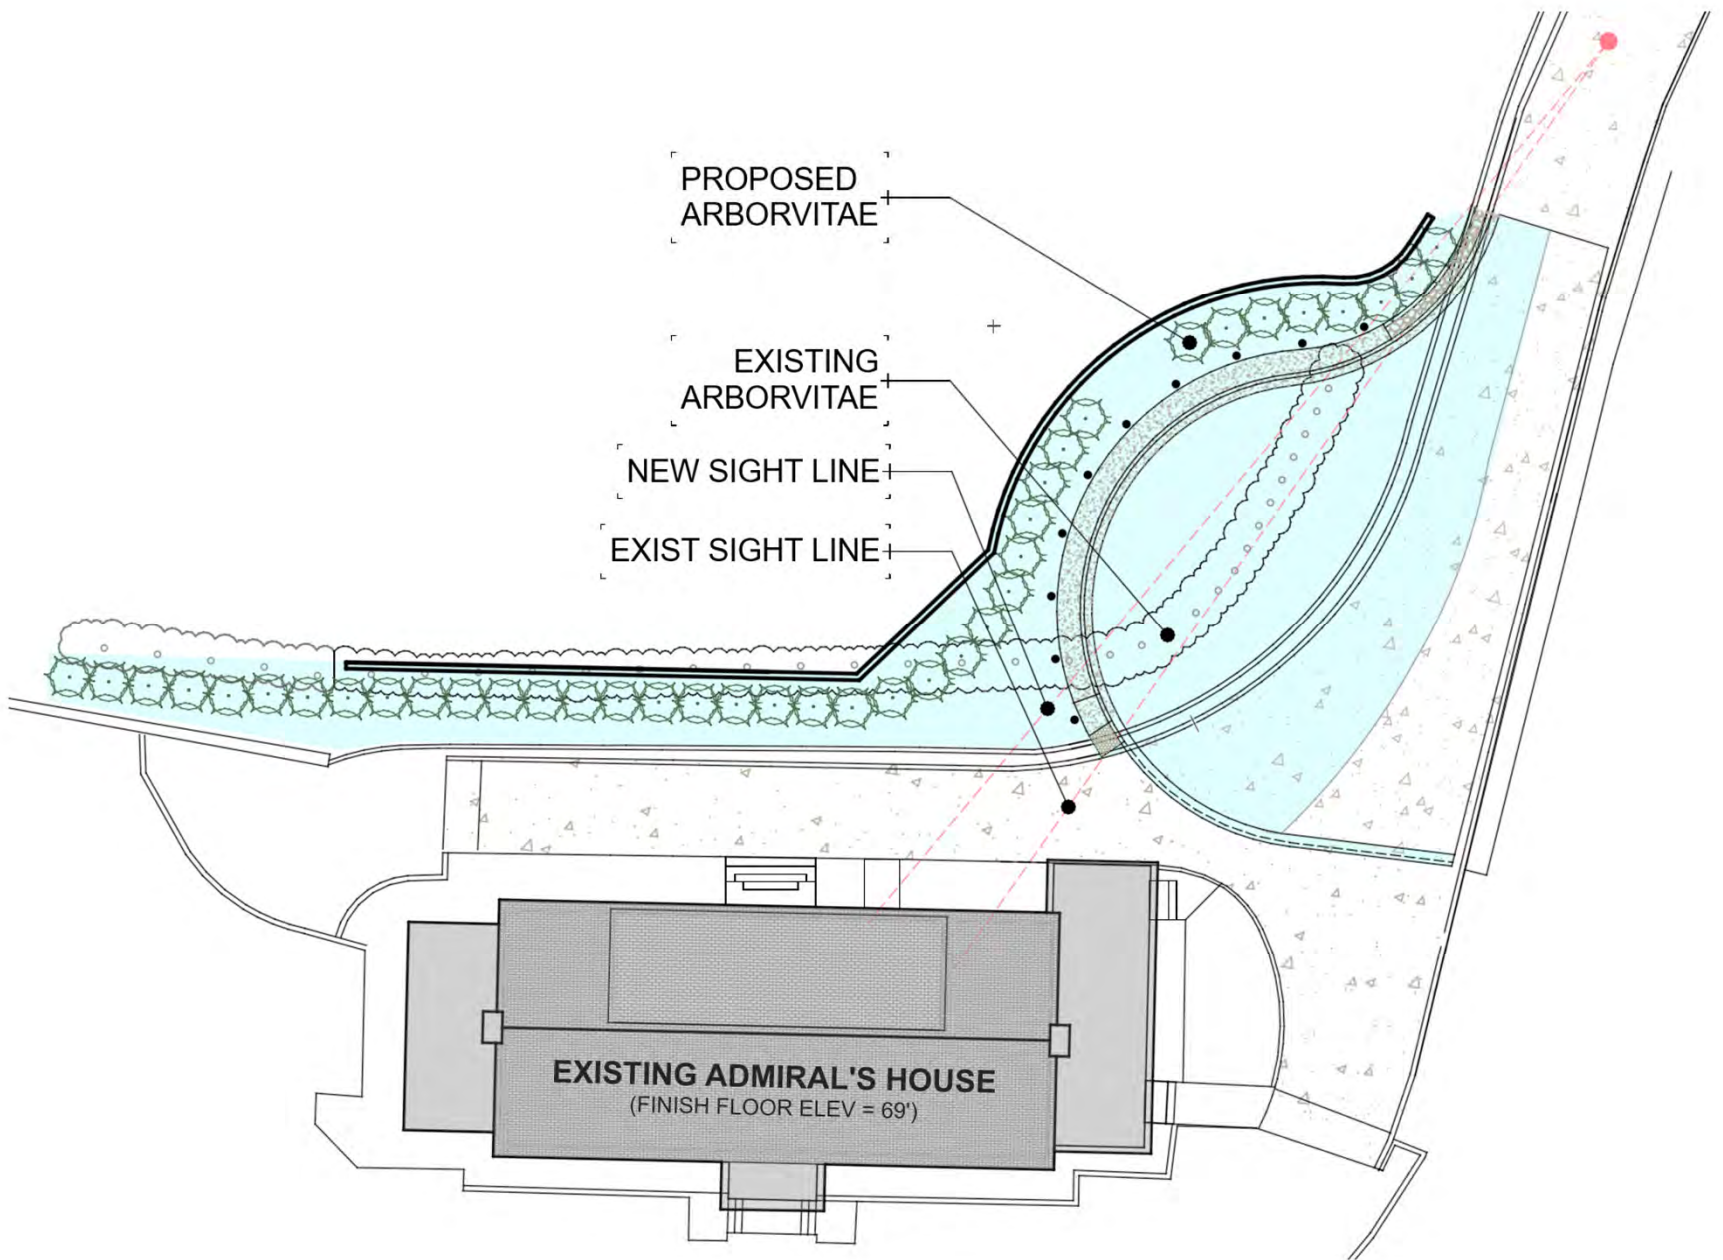 PROPOSED
ARBORVITAE
EXISTING
ARBORVITAE
NEW SIGHT LINE
EXIST SIGHT LINE
EXISTING ADMIRAL'S HOUSE
(FINISH FLOOR ELEV = 69')